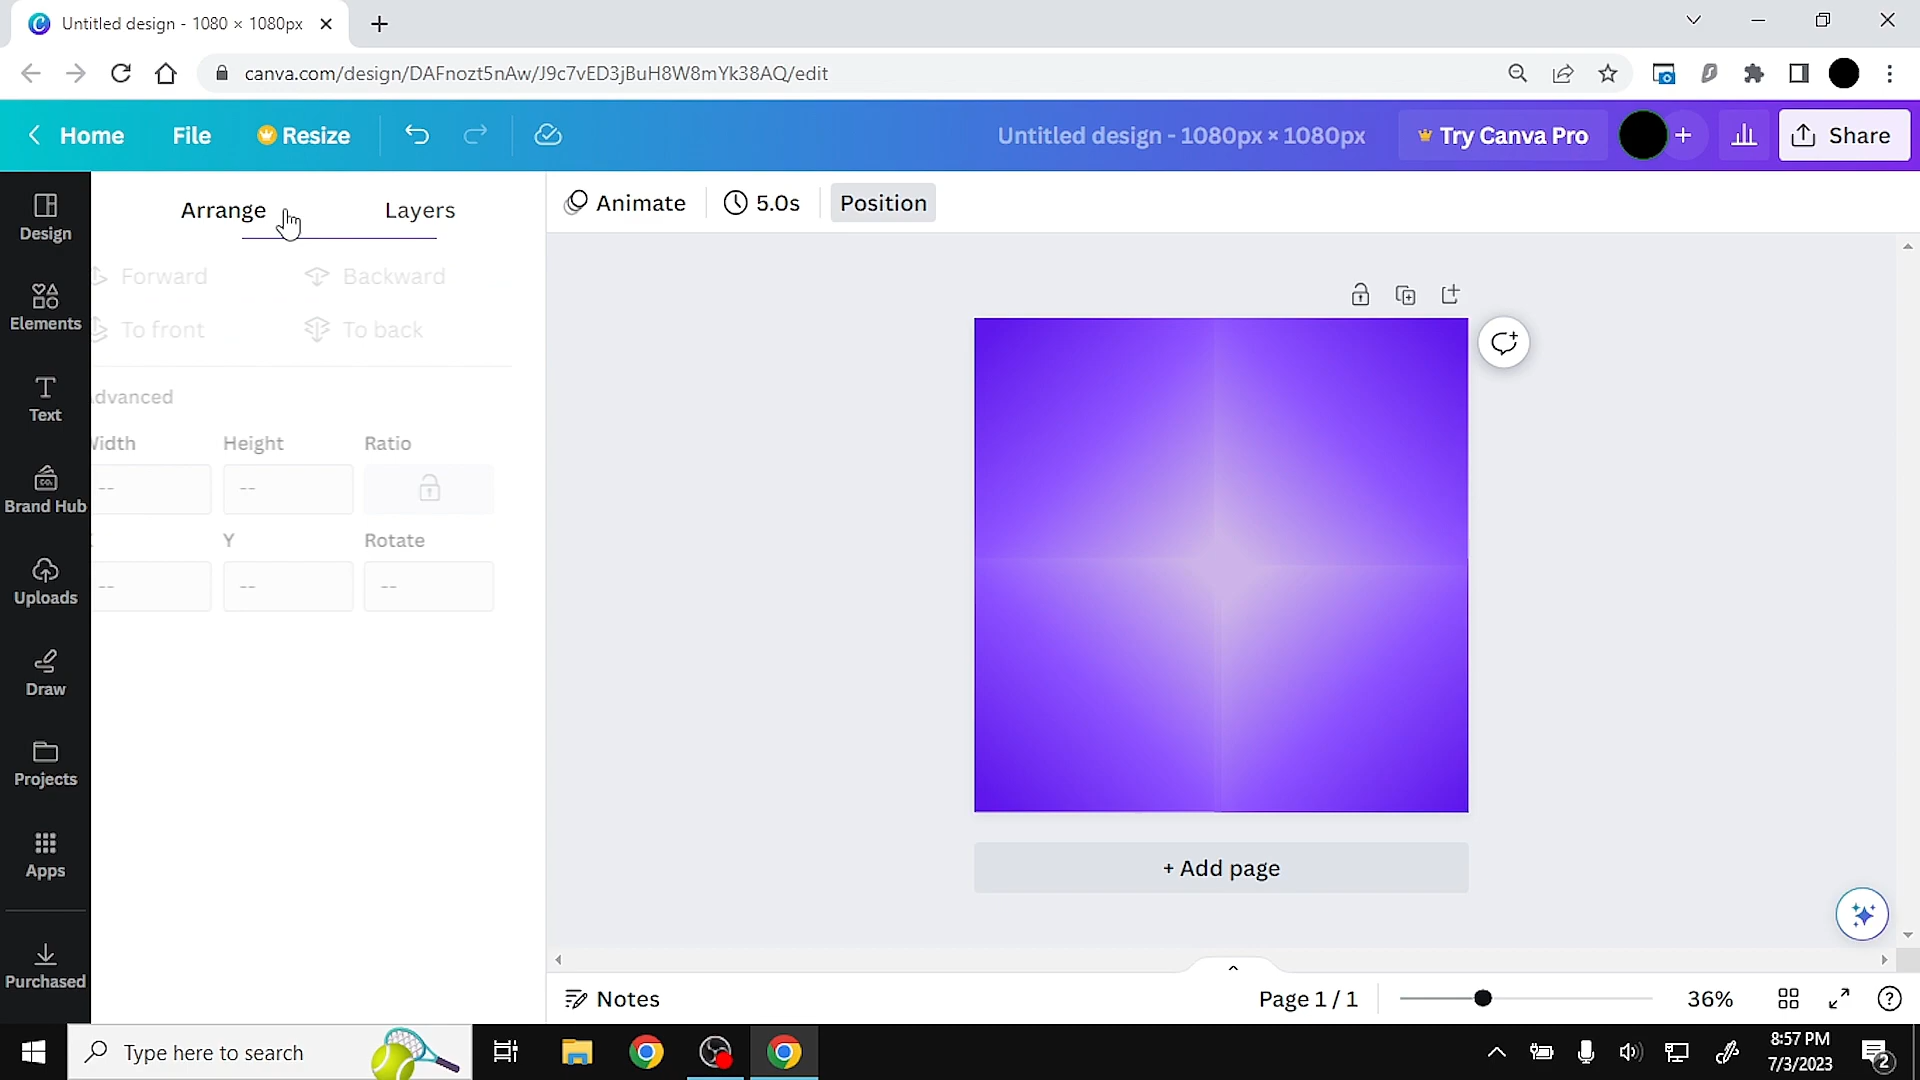 Untitled design - 1080 × 1080px
canva.com/design/DAFnozt5nAw/J9c7vED3jBuH8W8mYk38AQ/edit
Home File Resize Untitled design - 1080px × 1080px Try Canva Pro Share
Arrange Layers
Animate 5.0s Position
Design
Elements
Text
Brand Hub
CO.
Uploads
Draw
Projects
Apps
Purchased
Forward Backward
To front To back
dvanced
Width Height Ratio
-- --
Y Rotate
-- -- --
+ Add page
Notes Page 1 / 1 36%
Type here to search
8:57 PM
7/3/2023
2